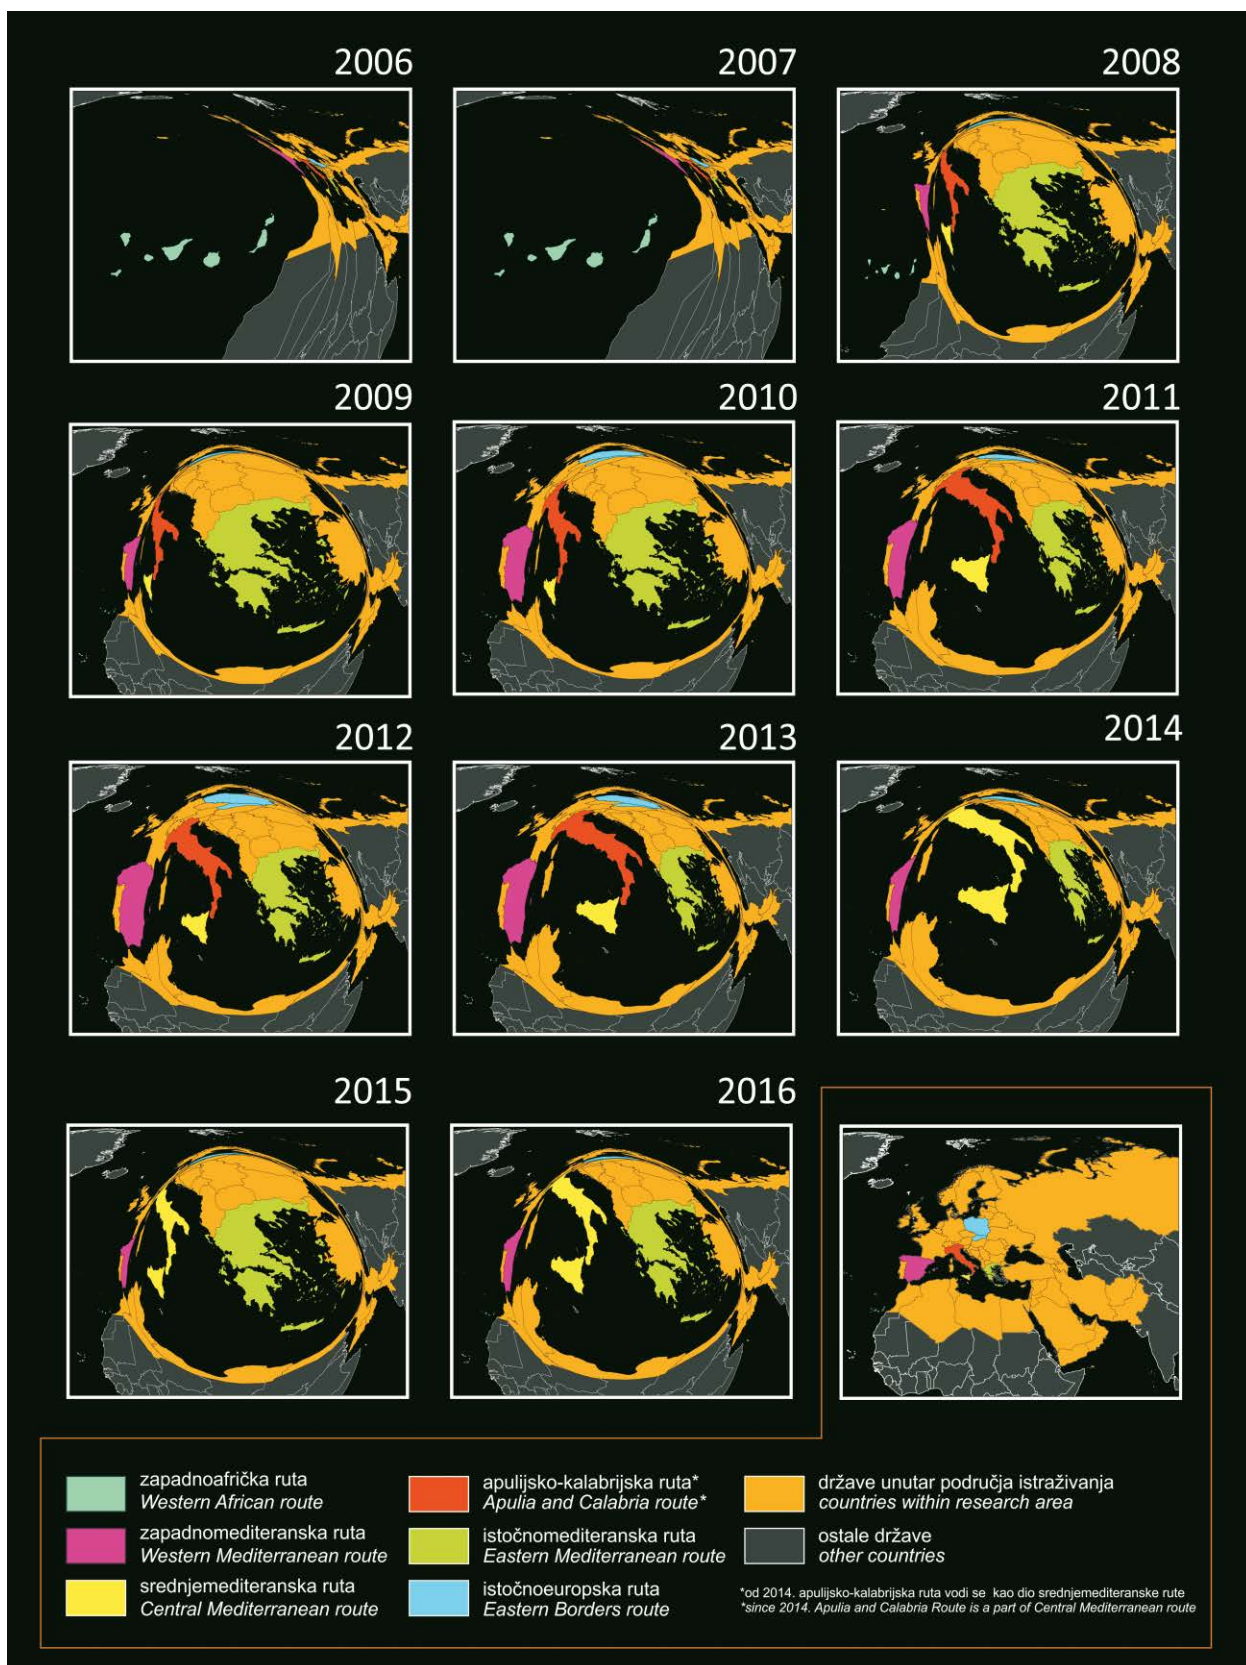 2006
2007
2008
2009
2010
2011
2012
2013
2014
2015
2016
zapadnoafrička ruta
Western African route
zapadnomediteranska ruta
Western Mediterranean route
srednjemediteranska ruta
Central Mediterranean route
apulijsko-kalabrijska ruta*
Apulia and Calabria route*
istočnomediteranska ruta
Eastern Mediterranean route
istočnoeuropska ruta
Eastern Borders route
države unutar područja istraživanja
countries within research area
ostale države
other countries
*od 2014. apulijsko-kalabrijska ruta vodi se kao dio srednjemediteranske rute
*since 2014. Apulia and Calabria Route is a part of Central Mediterranean route